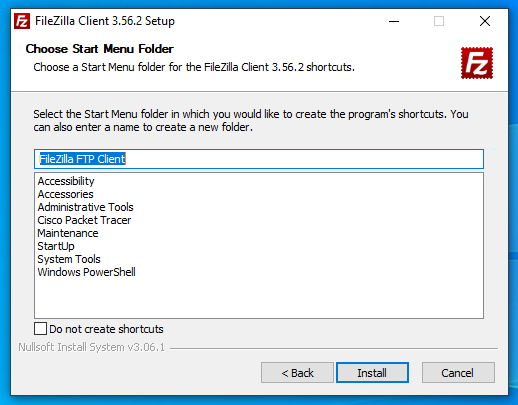 FileZilla Client 3.56.2 Setup
Choose Start Menu Folder
Choose a Start Menu folder for the FileZilla Client 3.56.2 shortcuts.
Fz
Select the Start Menu folder in which you would like to create the program's shortcuts. You
can also enter a name to create a new folder.
FileZilla FTP Client
Accessibility
Accessories
Administrative Tools
Cisco Packet Tracer
Maintenance
StartUp
System Tools
Windows PowerShell
Do not create shortcuts
Nullsoft Install System v3.06.1
< Back
Install
Cancel